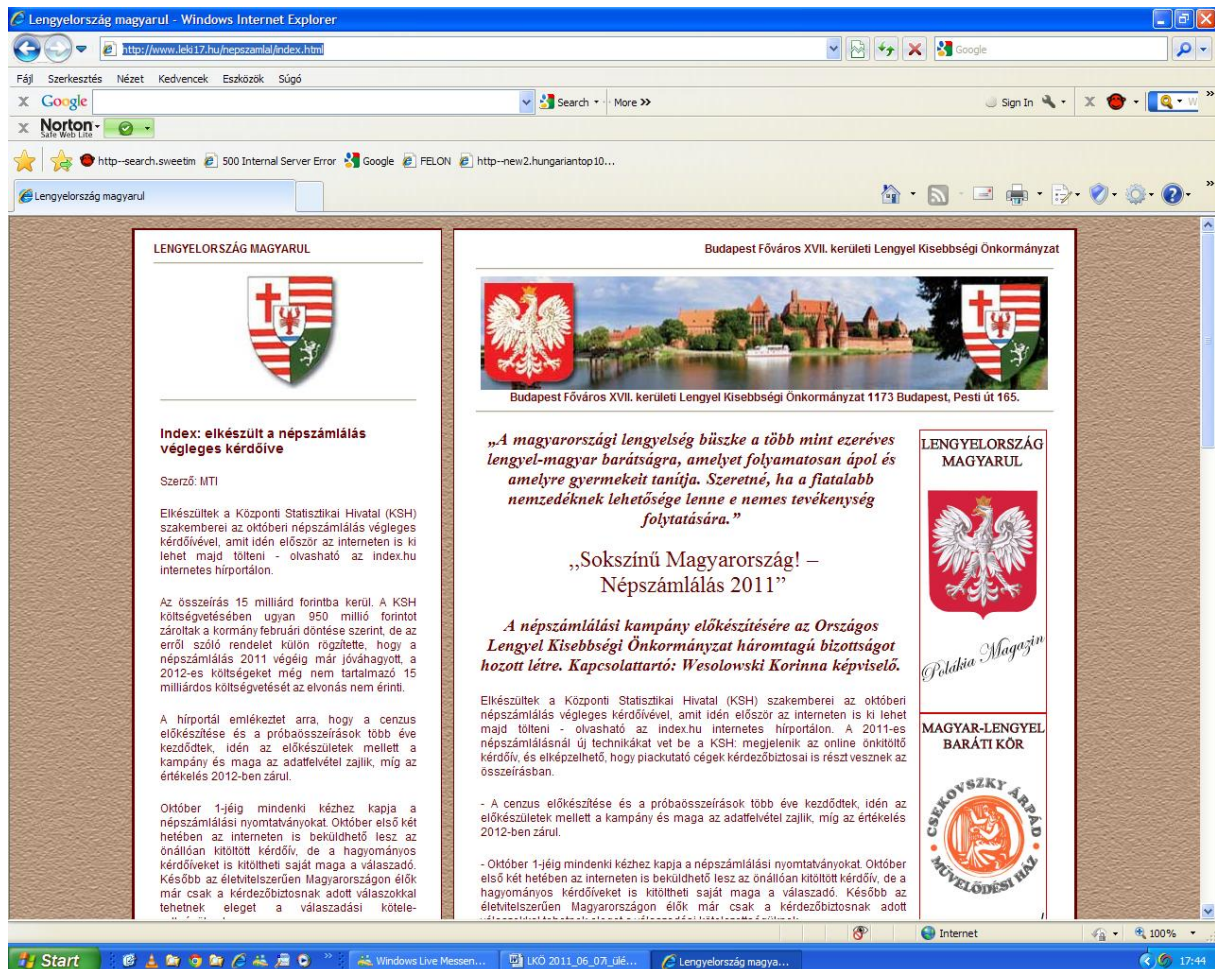 Lengyelország magyarul - Windows Internet Explorer
http://www.leki17.hu/nepszamlal/index.html
Google
Fájl Szerkesztés Nézet Kedvencek Eszközök Súgó
X Google Search More >> Sign In
X Norton
Safe Web Lite
http--search.sweetim 500 Internal Server Error Google FELON http--new2.hungariantop10...
Lengyelország magyarul
LENGYELORSZÁG MAGYARUL
Index: elkészült a népszámlálás
végleges kérdőíve
Szerző: MTI
Elkészültek a Központi Statisztikai Hivatal (KSH)
szakemberei az októberi népszámlálás végleges
kérdőívével, amit idén először az interneten is ki
lehet majd tölteni - olvasható az index.hu
internetes hírportálon.
Az összeírás 15 milliárd forintba kerül. A KSH
költségvetésében ugyan 950 millió forintot
zároltak a kormány februári döntése szerint, de az
erről szóló rendelet külön rögzítette, hogy a
népszámlálás 2011 végéig már jóváhagyott, a
2012-es költségeket még nem tartalmazó 15
milliárdos költségvetését az elvonás nem érinti.
A hírportál emlékeztet arra, hogy a cenzus
előkészítése és a próbaösszeírások több éve
kezdődtek, idén az előkészületek mellett a
kampány és maga az adatfelvétel zajlik, míg az
értékelés 2012-ben zárul.
Október 1-jéig mindenki kézhez kapja a
népszámlálási nyomtatványokat. Október első két
hetében az interneten is beküldhető lesz az
önállóan kitöltött kérdőív, de a hagyományos
kérdőíveket is kitöltheti saját maga a válaszadó.
Később az életvitelszerűen Magyarországon élők
már csak a kérdezőbiztosnak adott válaszokkal
tehetnek eleget a válaszadási kötele-
Budapest Főváros XVII. kerületi Lengyel Kisebbségi Önkormányzat
Budapest Főváros XVII. kerületi Lengyel Kisebbségi Önkormányzat 1173 Budapest, Pesti út 165.
„A magyarországi lengyelség büszke a több mint ezeréves
lengyel-magyar barátságra, amelyet folyamatosan ápol és
amelyre gyermekeit tanítja. Szeretné, ha a fiatalabb
nemzedéknek lehetősége lenne e nemes tevékenység
folytatására.”
„Sokszínű Magyarország! –
Népszámlálás 2011”
A népszámlálási kampány előkészítésére az Országos
Lengyel Kisebbségi Önkormányzat háromtagú bizottságot
hozott létre. Kapcsolattartó: Wesolowski Korinna képviselő.
Elkészültek a Központi Statisztikai Hivatal (KSH) szakemberei az októberi
népszámlálás végleges kérdőívével, amit idén először az interneten is ki lehet
majd tölteni - olvasható az index.hu internetes hírportálon. A 2011-es
népszámlálásnál új technikákat vet be a KSH: megjelenik az online önkitöltő
kérdőív, és elképzelhető, hogy piackutató cégek kérdezőbiztosai is részt vesznek az
összeírásban.
- A cenzus előkészítése és a próbaösszeírások több éve kezdődtek, idén az
előkészületek mellett a kampány és maga az adatfelvétel zajlik, míg az értékelés
2012-ben zárul.
- Október 1-jéig mindenki kézhez kapja a népszámlálási nyomtatványokat. Október
első két hetében az interneten is beküldhető lesz az önállóan kitöltött kérdőív, de a
hagyományos kérdőíveket is kitöltheti saját maga a válaszadó. Később az
életvitelszerűen Magyarországon élők már csak a kérdezőbiztosnak adott
LENGYELORSZÁG
MAGYARUL
Polákia Magazin
MAGYAR-LENGYEL
BARÁTI KÖR
CSEKOVSZKY ÁRPÁD
MŰVELŐDÉSI HÁZ
Internet 100%
Start Windows Live Messen... LKÖ 2011_06_07i_ülé... Lengyelország magya... 17:44